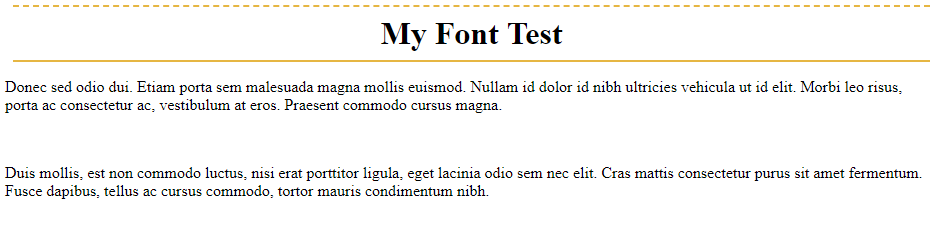 My Font Test
Donec sed odio dui. Etiam porta sem malesuada magna mollis euismod. Nullam id dolor id nibh ultricies vehicula ut id elit. Morbi leo risus,
porta ac consectetur ac, vestibulum at eros. Praesent commodo cursus magna.
Duis mollis, est non commodo luctus, nisi erat porttitor ligula, eget lacinia odio sem nec elit. Cras mattis consectetur purus sit amet fermentum.
Fusce dapibus, tellus ac cursus commodo, tortor mauris condimentum nibh.